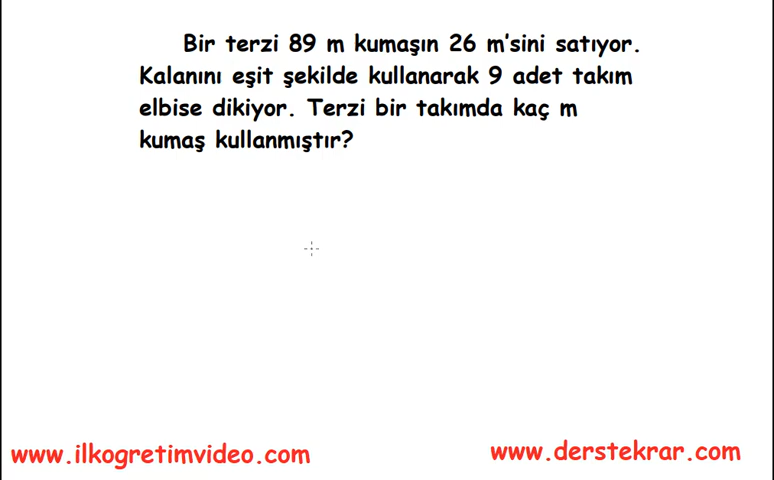 Bir terzi 89 m kumaşın 26 m'sini satıyor.
Kalanını eşit şekilde kullanarak 9 adet takım
elbise dikiyor. Terzi bir takımda kaç m
kumaş kullanmıştır?
www.ilkogretimvideo.com
www.derstekrar.com